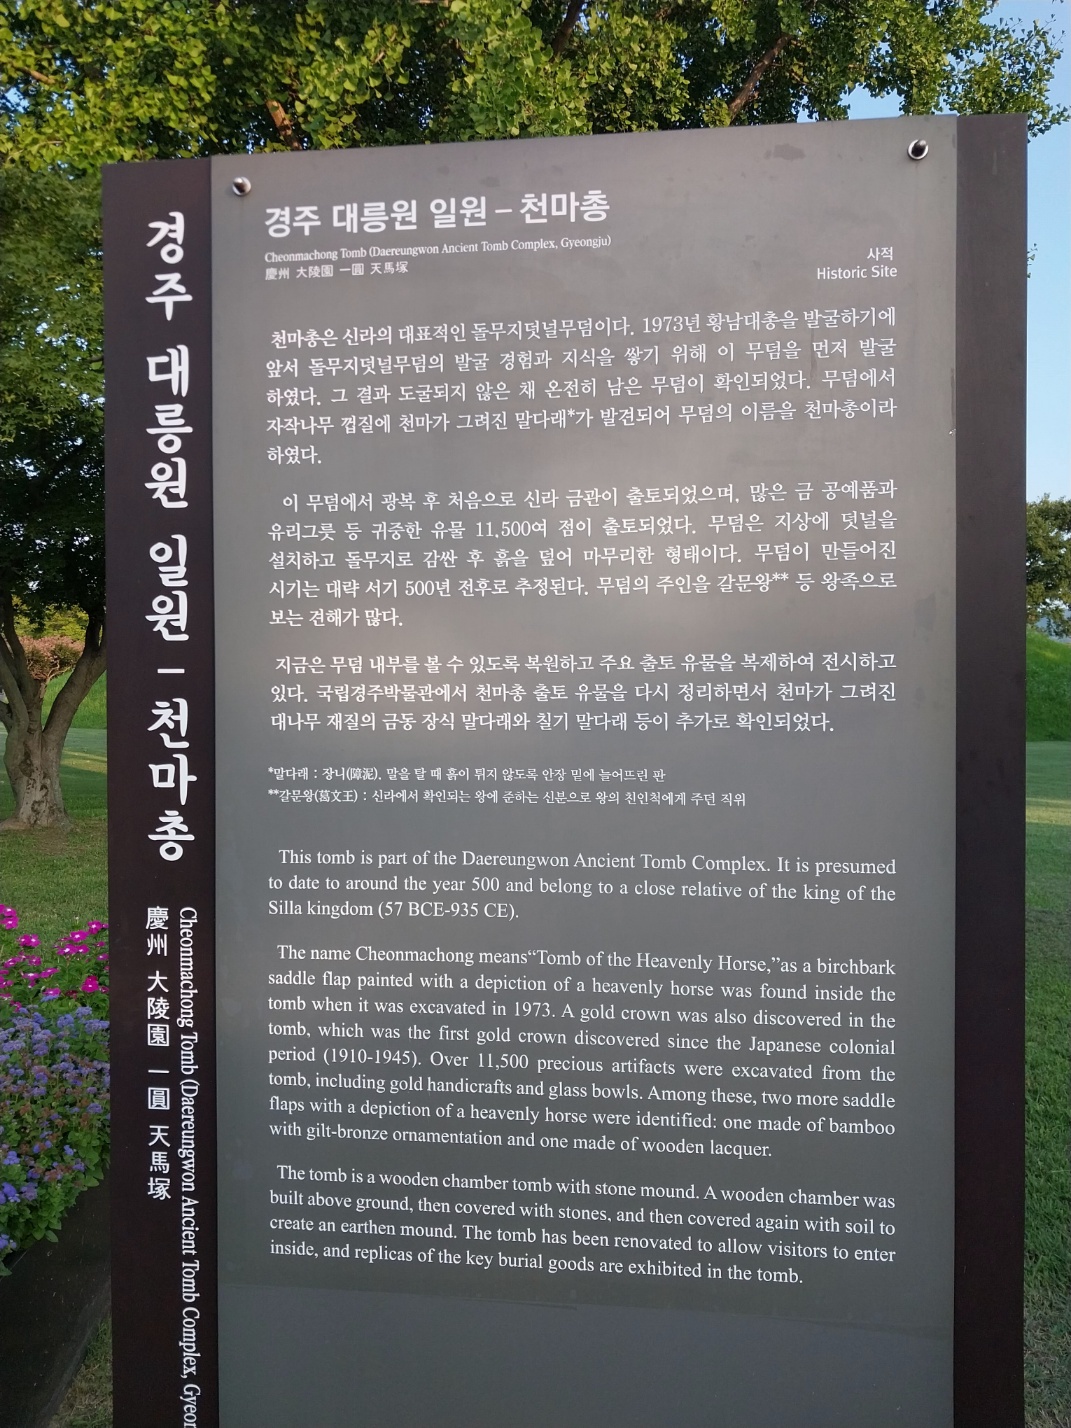 경주 대릉원 일원 – 천마총
慶州 大陵園 一圓 天馬塚
Cheonmachong Tomb (Daereungwon Ancient Tomb Complex, Gyeor
경주 대릉원 일원 – 천마총
Cheonmachong Tomb (Daereungwon Ancient Tomb Complex, Gyeongju)
慶州 大陵園 一圓 天馬塚
사적
Historic Site
천마총은 신라의 대표적인 돌무지덧널무덤이다. 1973년 황남대총을 발굴하기에
앞서 돌무지덧널무덤의 발굴 경험과 지식을 쌓기 위해 이 무덤을 먼저 발굴
하였다. 그 결과 도굴되지 않은 채 온전히 남은 무덤이 확인되었다. 무덤에서
자작나무 껍질에 천마가 그려진 말다래*가 발견되어 무덤의 이름을 천마총이라
하였다.
이 무덤에서 광복 후 처음으로 신라 금관이 출토되었으며, 많은 금 공예품과
유리그릇 등 귀중한 유물 11,500여 점이 출토되었다. 무덤은 지상에 덧널을
설치하고 돌무지로 감싼 후 흙을 덮어 마무리한 형태이다. 무덤이 만들어진
시기는 대략 서기 500년 전후로 추정된다. 무덤의 주인을 갈문왕** 등 왕족으로
보는 견해가 많다.
지금은 무덤 내부를 볼 수 있도록 복원하고 주요 출토 유물을 복제하여 전시하고
있다. 국립경주박물관에서 천마총 출토 유물을 다시 정리하면서 천마가 그려진
대나무 재질의 금동 장식 말다래와 칠기 말다래 등이 추가로 확인되었다.
*말다래 : 장니(障泥). 말을 탈 때 흙이 튀지 않도록 안장 밑에 늘어뜨린 판
**갈문왕(葛文王) : 신라에서 확인되는 왕에 준하는 신분으로 왕의 친인척에게 주던 직위
This tomb is part of the Daereungwon Ancient Tomb Complex. It is presumed
to date to around the year 500 and belong to a close relative of the king of the
Silla kingdom (57 BCE-935 CE).
The name Cheonmachong means“Tomb of the Heavenly Horse,”as a birchbark
saddle flap painted with a depiction of a heavenly horse was found inside the
tomb when it was excavated in 1973. A gold crown was also discovered in the
tomb, which was the first gold crown discovered since the Japanese colonial
period (1910-1945). Over 11,500 precious artifacts were excavated from the
tomb, including gold handicrafts and glass bowls. Among these, two more saddle
flaps with a depiction of a heavenly horse were identified: one made of bamboo
with gilt-bronze ornamentation and one made of wooden lacquer.
The tomb is a wooden chamber tomb with stone mound. A wooden chamber was
built above ground, then covered with stones, and then covered again with soil to
create an earthen mound. The tomb has been renovated to allow visitors to enter
inside, and replicas of the key burial goods are exhibited in the tomb.